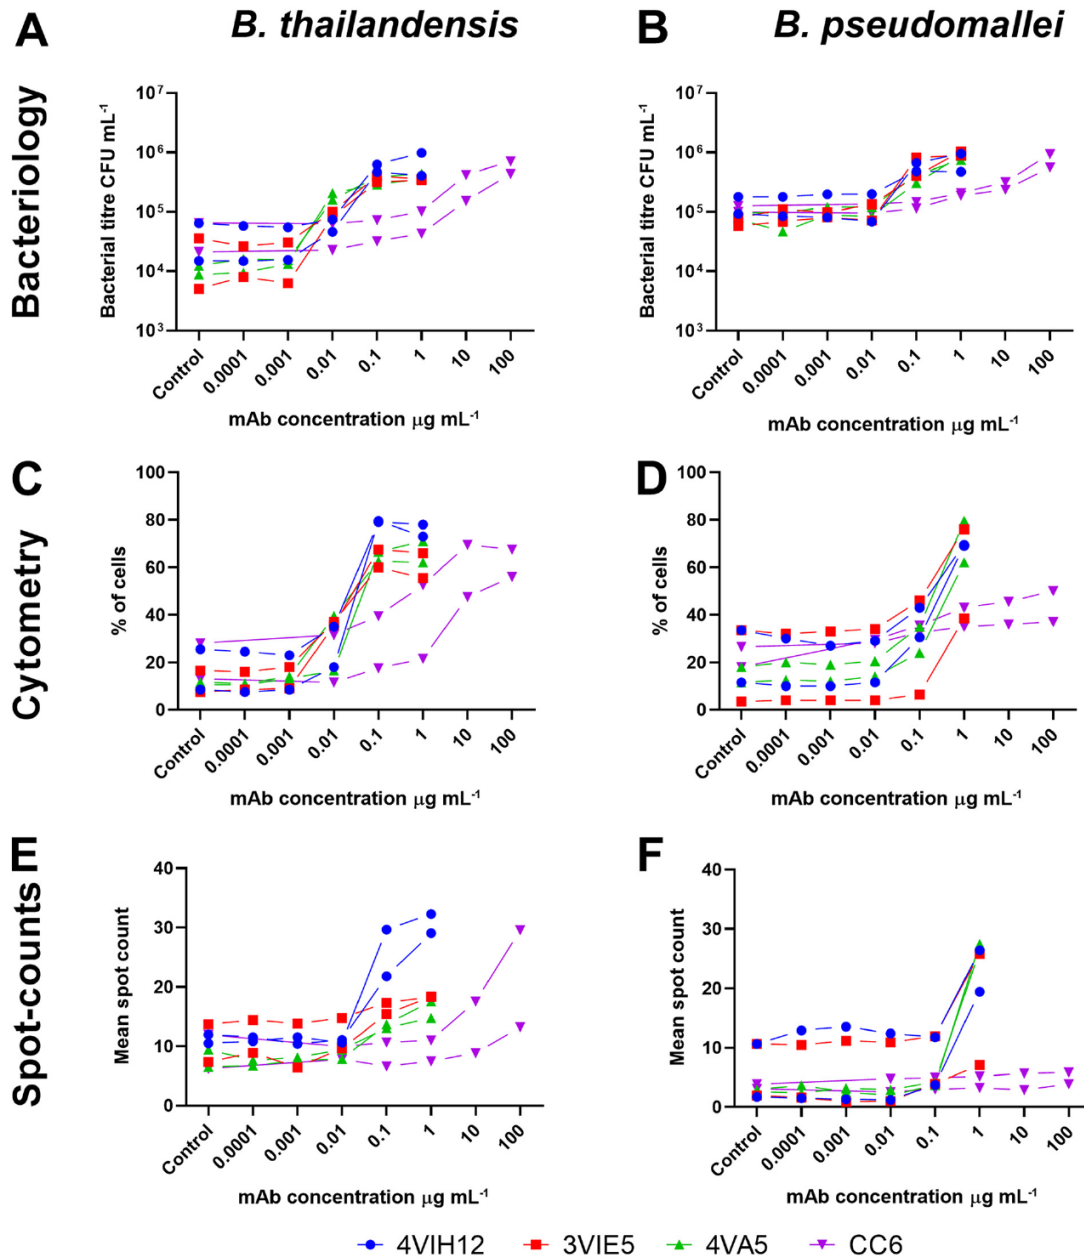 A
B. thailandensis
B
B. pseudomallei
Bacteriology
Bacterial titre CFU mL⁻¹
10⁷
10⁶
10⁵
10⁴
10³
Control
0.0001
0.001
0.01
0.1
1
10
100
mAb concentration μg mL⁻¹
Bacterial titre CFU mL⁻¹
10⁷
10⁶
10⁵
10⁴
10³
Control
0.0001
0.001
0.01
0.1
1
10
100
mAb concentration μg mL⁻¹
C
D
Cytometry
% of cells
100
80
60
40
20
0
Control
0.0001
0.001
0.01
0.1
1
10
100
mAb concentration μg mL⁻¹
% of cells
100
80
60
40
20
0
Control
0.0001
0.001
0.01
0.1
1
10
100
mAb concentration μg mL⁻¹
E
F
Spot-counts
Mean spot count
40
30
20
10
0
Control
0.0001
0.001
0.01
0.1
1
10
100
mAb concentration μg mL⁻¹
Mean spot count
40
30
20
10
0
Control
0.0001
0.001
0.01
0.1
1
10
100
mAb concentration μg mL⁻¹
4VIH12 3VIE5 4VA5 CC6